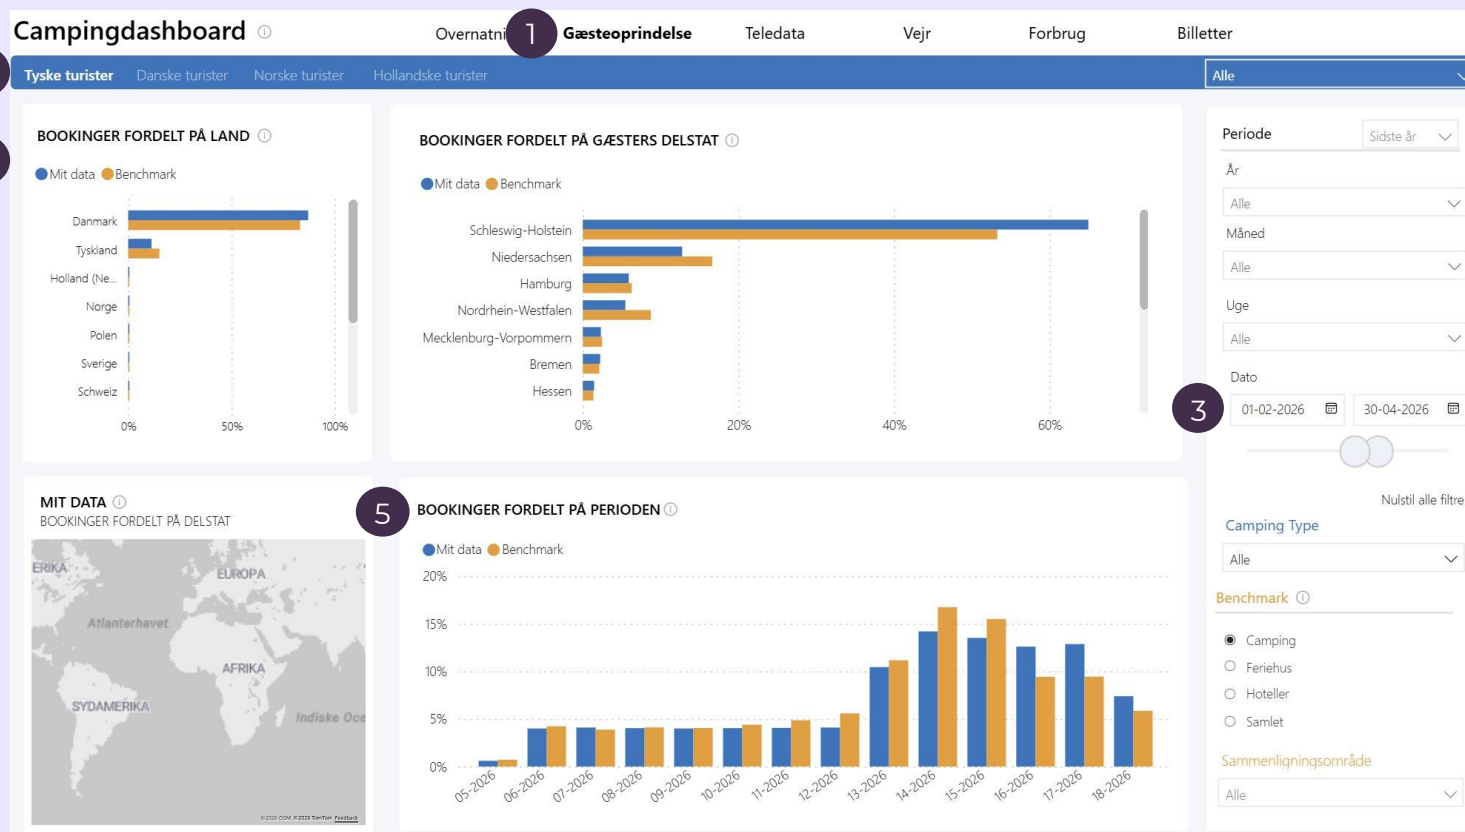 Campingdashboard
Overnatni 1 Gæsteoprindelse Teledata Vejr Forbrug Billetter
Tyske turister Danske turister Norske turister Hollandske turister Alle
BOOKINGER FORDELT PÅ LAND
Mit data Benchmark
Danmark
Tyskland
Holland (Ne...
Norge
Polen
Sverige
Schweiz
0% 50% 100%
BOOKINGER FORDELT PÅ GÆSTERS DELSTAT
Mit data Benchmark
Schleswig-Holstein
Niedersachsen
Hamburg
Nordrhein-Westfalen
Mecklenburg-Vorpommern
Bremen
Hessen
0% 20% 40% 60%
Periode Sidste år
År
Alle
Måned
Alle
Uge
Alle
Dato
3 01-02-2026 30-04-2026
Nulstil alle filtre
Camping Type
Alle
Benchmark
Camping
Feriehus
Hoteller
Samlet
Sammenligningsområde
Alle
MIT DATA
BOOKINGER FORDELT PÅ DELSTAT
ERIKA
EUROPA
Atlanterhavet
AFRIKA
SYDAMERIKA
Indiske Oce
©2026 OSM ©2026 TomTom Feedback
5 BOOKINGER FORDELT PÅ PERIODEN
Mit data Benchmark
20%
15%
10%
5%
0%
05-2026 06-2026 07-2026 08-2026 09-2026 10-2026 11-2026 12-2026 13-2026 14-2026 15-2026 16-2026 17-2026 18-2026